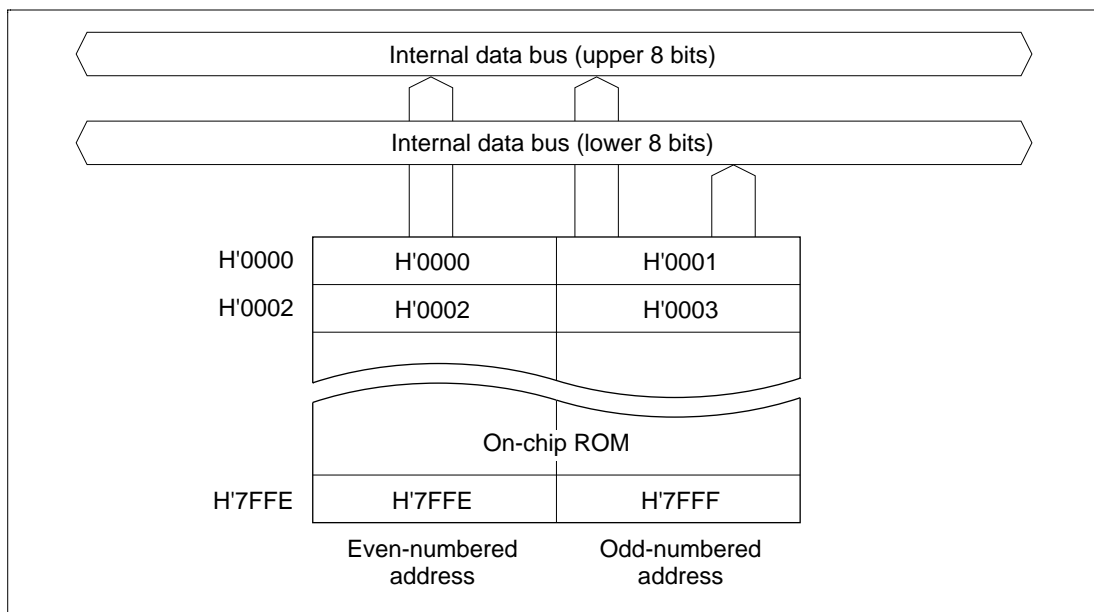 Internal data bus (upper 8 bits)
Internal data bus (lower 8 bits)
H'0000 H'0000 H'0001
H'0002 H'0002 H'0003
On-chip ROM
H'7FFE H'7FFE H'7FFF
Even-numbered address
Odd-numbered address